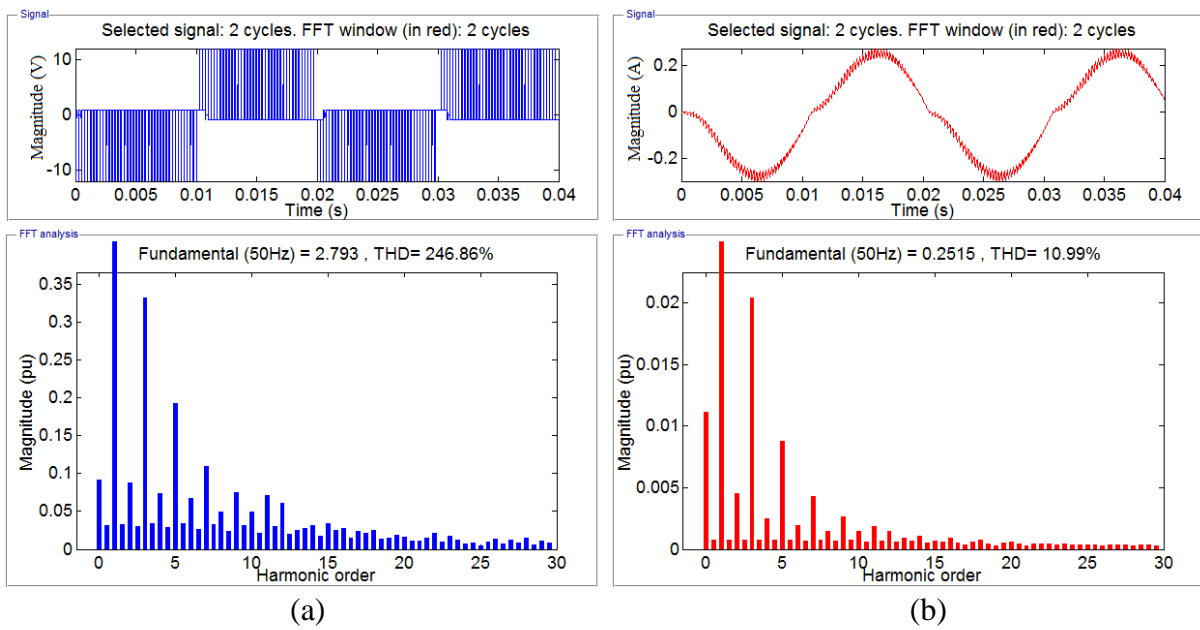 Signal
Selected signal: 2 cycles. FFT window (in red): 2 cycles
Magnitude (V)
10
0
-10
0 0.005 0.01 0.015 0.02 0.025 0.03 0.035 0.04
Time (s)
FFT analysis
Fundamental (50Hz) = 2.793 , THD= 246.86%
Magnitude (pu)
0.35
0.3
0.25
0.2
0.15
0.1
0.05
0
0 5 10 15 20 25 30
Harmonic order
(a)
Signal
Selected signal: 2 cycles. FFT window (in red): 2 cycles
Magnitude (A)
0.2
0
-0.2
0 0.005 0.01 0.015 0.02 0.025 0.03 0.035 0.04
Time (s)
FFT analysis
Fundamental (50Hz) = 0.2515 , THD= 10.99%
Magnitude (pu)
0.02
0.015
0.01
0.005
0
0 5 10 15 20 25 30
Harmonic order
(b)